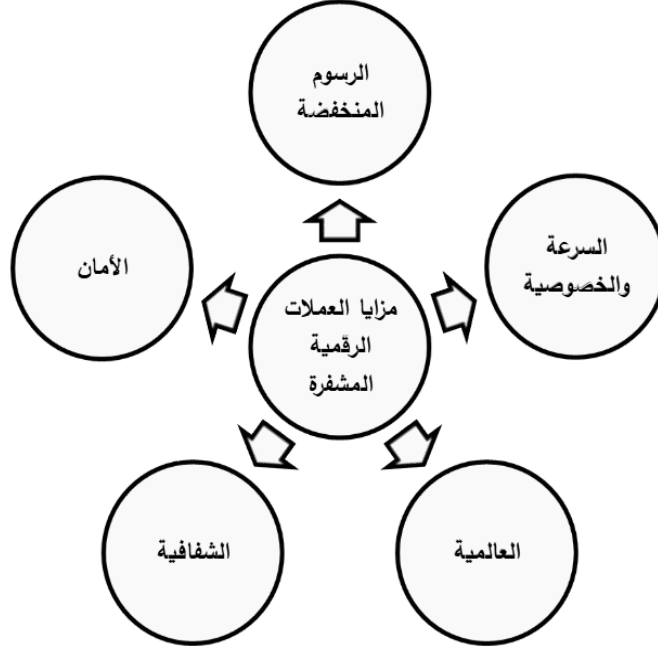 الرسوم
المنخفضة
السرعة
والخصوصية
الأمان
مزايا العملات
الرقمية
المشفرة
العالمية
الشفافية